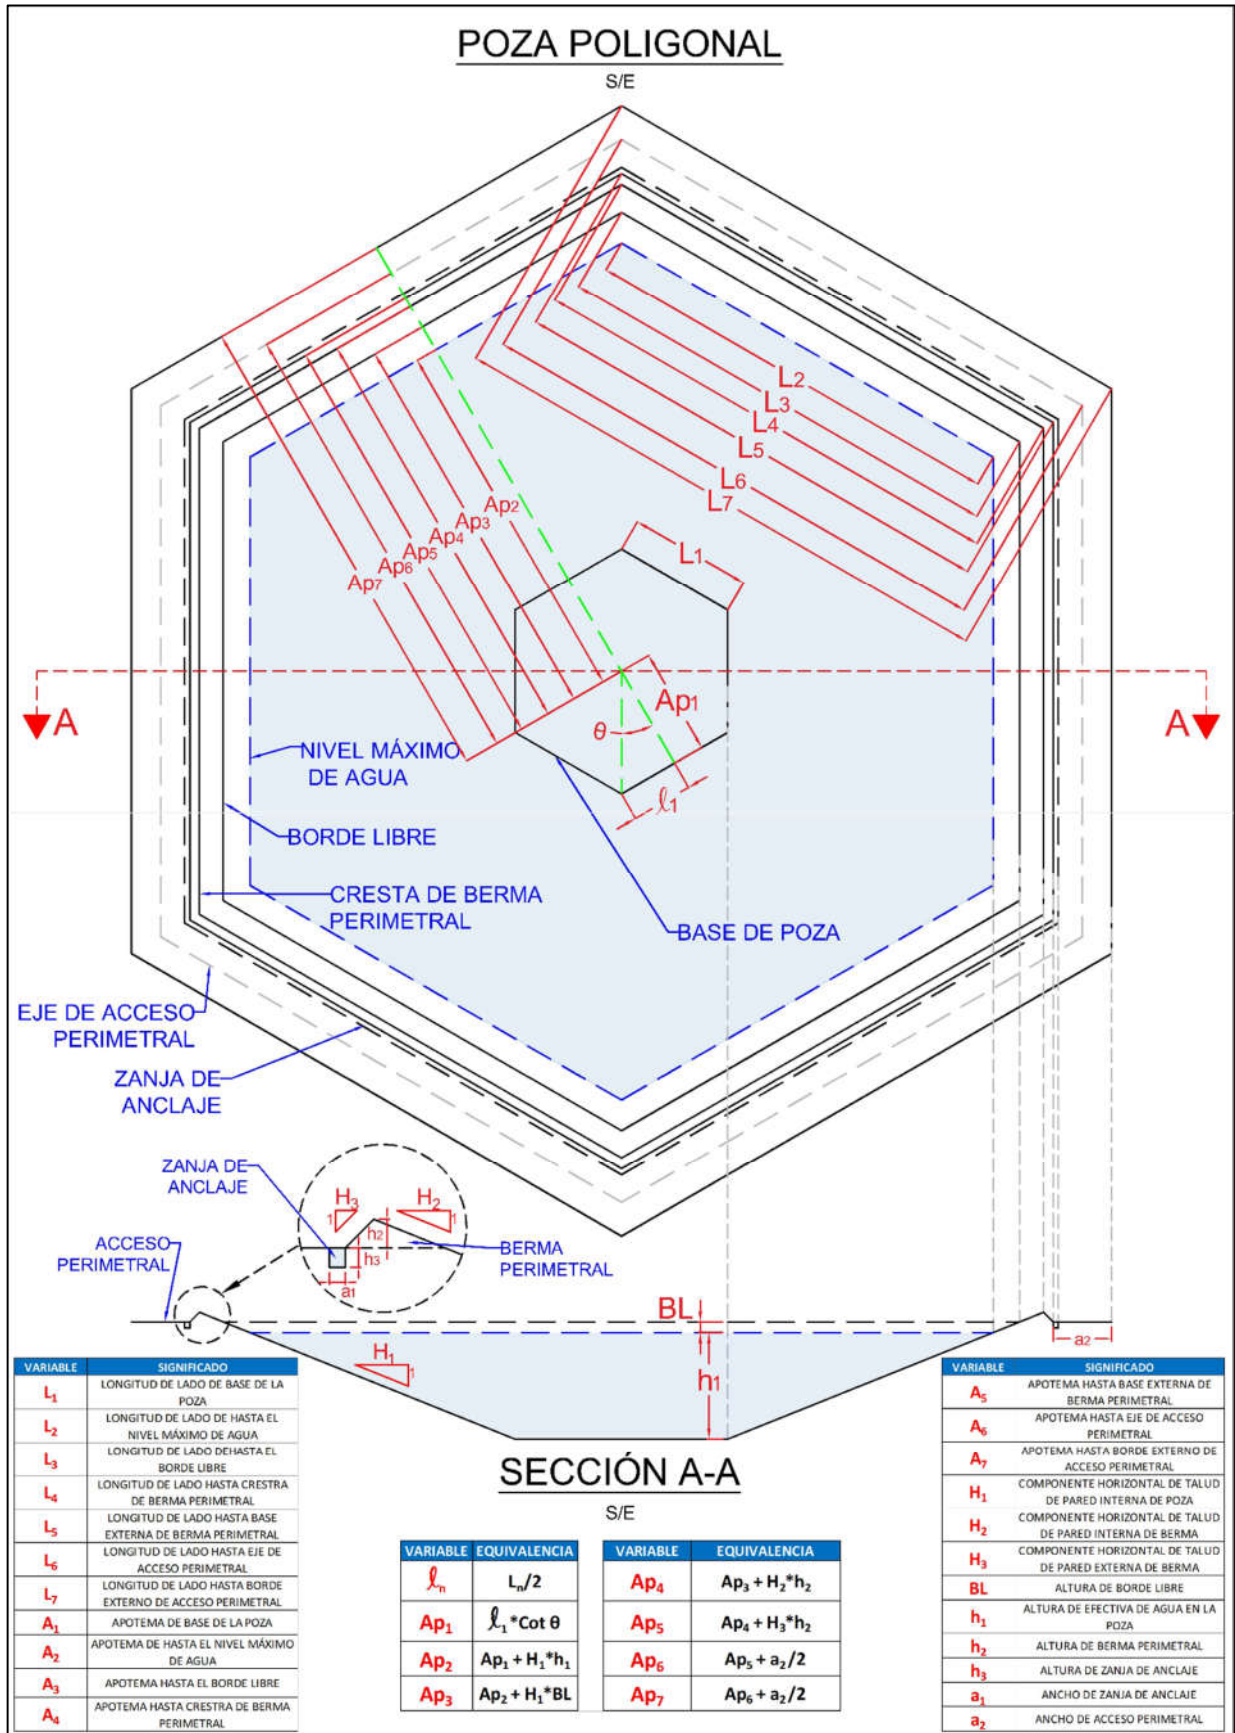 POZA POLIGONAL
S/E
L2
L3
L4
L5
L6
L7
Ap2
Ap3
Ap4
Ap5
Ap6
Ap7
L1
A
A
Ap1
θ
ℓ1
NIVEL MÁXIMO
DE AGUA
BORDE LIBRE
CRESTA DE BERMA
PERIMETRAL
BASE DE POZA
EJE DE ACCESO
PERIMETRAL
ZANJA DE
ANCLAJE
ZANJA DE
ANCLAJE
H3
1
h2
H2
1
h3
a1
BERMA
PERIMETRAL
ACCESO
PERIMETRAL
BL
a2
H1
1
h1
SECCIÓN A-A
S/E
VARIABLE SIGNIFICADO
L1 LONGITUD DE LADO DE BASE DE LA
POZA
L2 LONGITUD DE LADO DE HASTA EL
NIVEL MÁXIMO DE AGUA
L3 LONGITUD DE LADO DEHASTA EL
BORDE LIBRE
L4 LONGITUD DE LADO HASTA CRESTRA
DE BERMA PERIMETRAL
L5 LONGITUD DE LADO HASTA BASE
EXTERNA DE BERMA PERIMETRAL
L6 LONGITUD DE LADO HASTA EJE DE
ACCESO PERIMETRAL
L7 LONGITUD DE LADO HASTA BORDE
EXTERNO DE ACCESO PERIMETRAL
A1 APOTEMA DE BASE DE LA POZA
A2 APOTEMA DE HASTA EL NIVEL MÁXIMO
DE AGUA
A3 APOTEMA HASTA EL BORDE LIBRE
A4 APOTEMA HASTA CRESTRA DE BERMA
PERIMETRAL
VARIABLE EQUIVALENCIA
ℓn Ln/2
Ap1 ℓ1*Cot θ
Ap2 Ap1 + H1*h1
Ap3 Ap2 + H1*BL
VARIABLE EQUIVALENCIA
Ap4 Ap3 + H2*h2
Ap5 Ap4 + H3*h2
Ap6 Ap5 + a2/2
Ap7 Ap6 + a2/2
VARIABLE SIGNIFICADO
A5 APOTEMA HASTA BASE EXTERNA DE
BERMA PERIMETRAL
A6 APOTEMA HASTA EJE DE ACCESO
PERIMETRAL
A7 APOTEMA HASTA BORDE EXTERNO DE
ACCESO PERIMETRAL
H1 COMPONENTE HORIZONTAL DE TALUD
DE PARED INTERNA DE POZA
H2 COMPONENTE HORIZONTAL DE TALUD
DE PARED INTERNA DE BERMA
H3 COMPONENTE HORIZONTAL DE TALUD
DE PARED EXTERNA DE BERMA
BL ALTURA DE BORDE LIBRE
h1 ALTURA DE EFECTIVA DE AGUA EN LA
POZA
h2 ALTURA DE BERMA PERIMETRAL
h3 ALTURA DE ZANJA DE ANCLAJE
a1 ANCHO DE ZANJA DE ANCLAJE
a2 ANCHO DE ACCESO PERIMETRAL